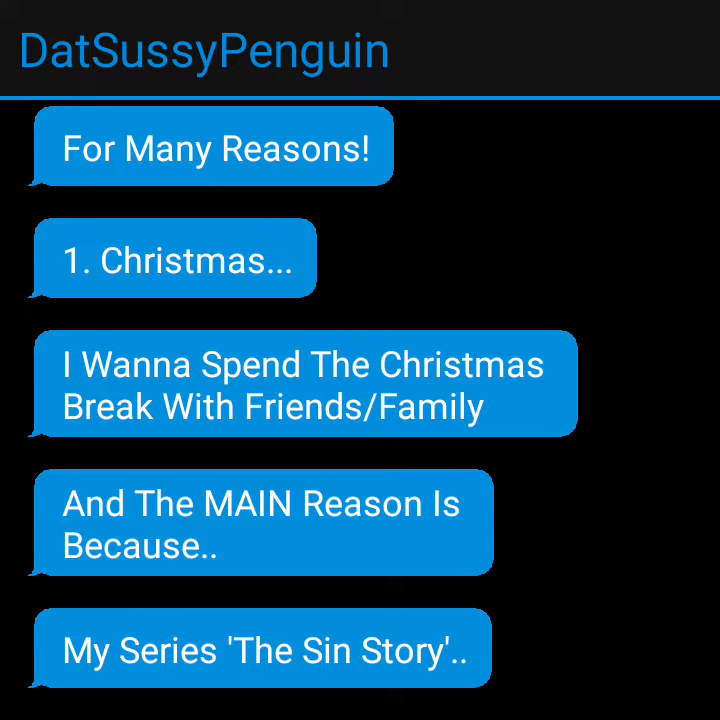 DatSussyPenguin
For Many Reasons!
1. Christmas...
I Wanna Spend The Christmas
Break With Friends/Family
And The MAIN Reason Is
Because..
My Series 'The Sin Story'..